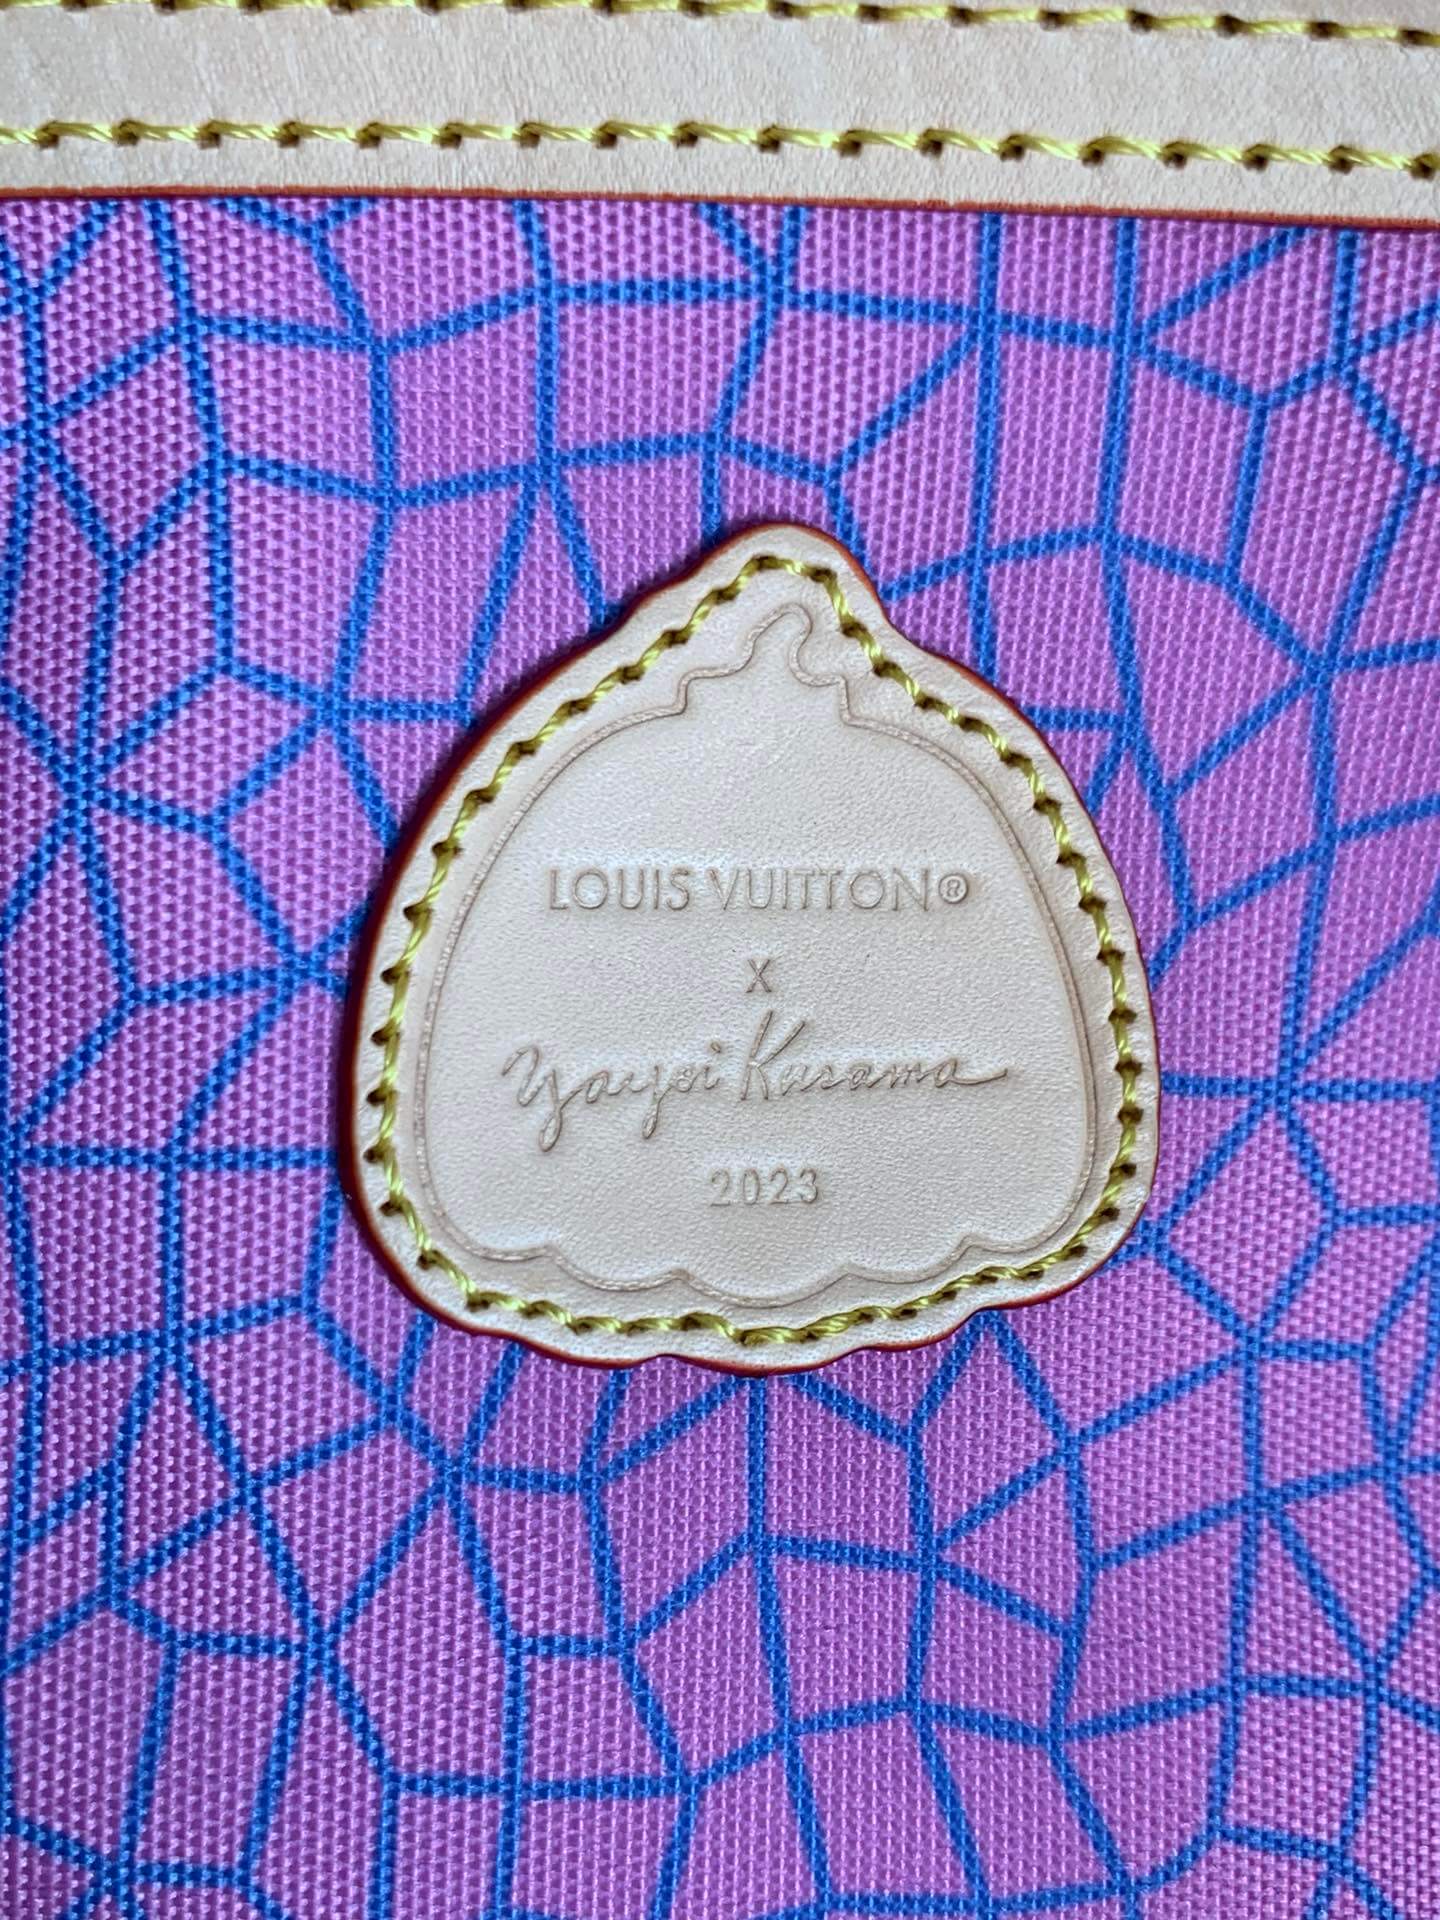 LOUIS VUITTON®
X
Yayoi Kusama
2023